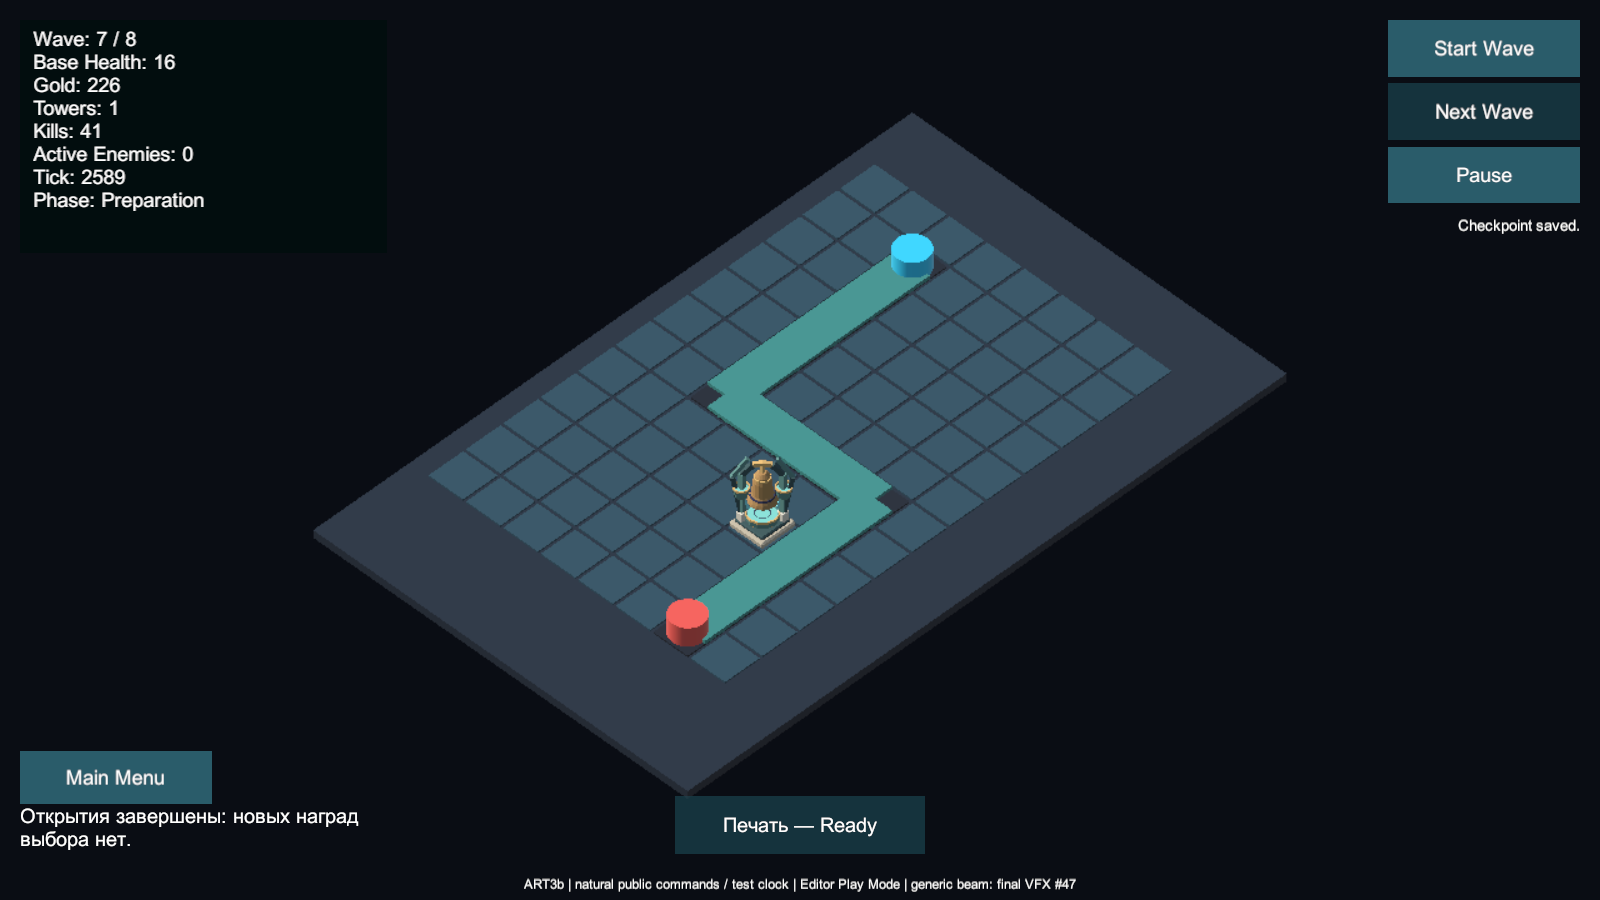 Wave: 7 / 8
Base Health: 16
Gold: 226
Towers: 1
Kills: 41
Active Enemies: 0
Tick: 2589
Phase: Preparation
Start Wave
Next Wave
Pause
Checkpoint saved.
Main Menu
Открытия завершены: новых наград
выбора нет.
Печать — Ready
ART3b | natural public commands / test clock | Editor Play Mode | generic beam: final VFX #47